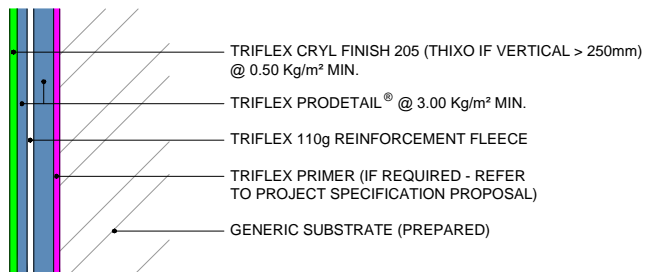 TRIFLEX CRYL FINISH 205 (THIXO IF VERTICAL > 250mm)
@ 0.50 Kg/m² MIN.
TRIFLEX PRODETAIL® @ 3.00 Kg/m² MIN.
TRIFLEX 110g REINFORCEMENT FLEECE
TRIFLEX PRIMER (IF REQUIRED - REFER
TO PROJECT SPECIFICATION PROPOSAL)
GENERIC SUBSTRATE (PREPARED)